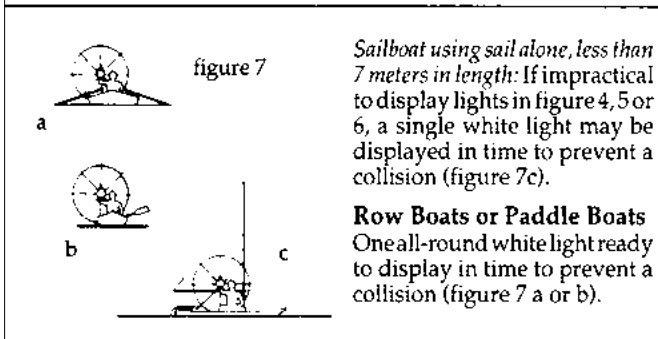 figure 7
a
b
c
Sailboat using sail alone, less than
7 meters in length: If impractical
to display lights in figure 4, 5 or
6, a single white light may be
displayed in time to prevent a
collision (figure 7c).
Row Boats or Paddle Boats
One all-round white light ready
to display in time to prevent a
collision (figure 7 a or b).